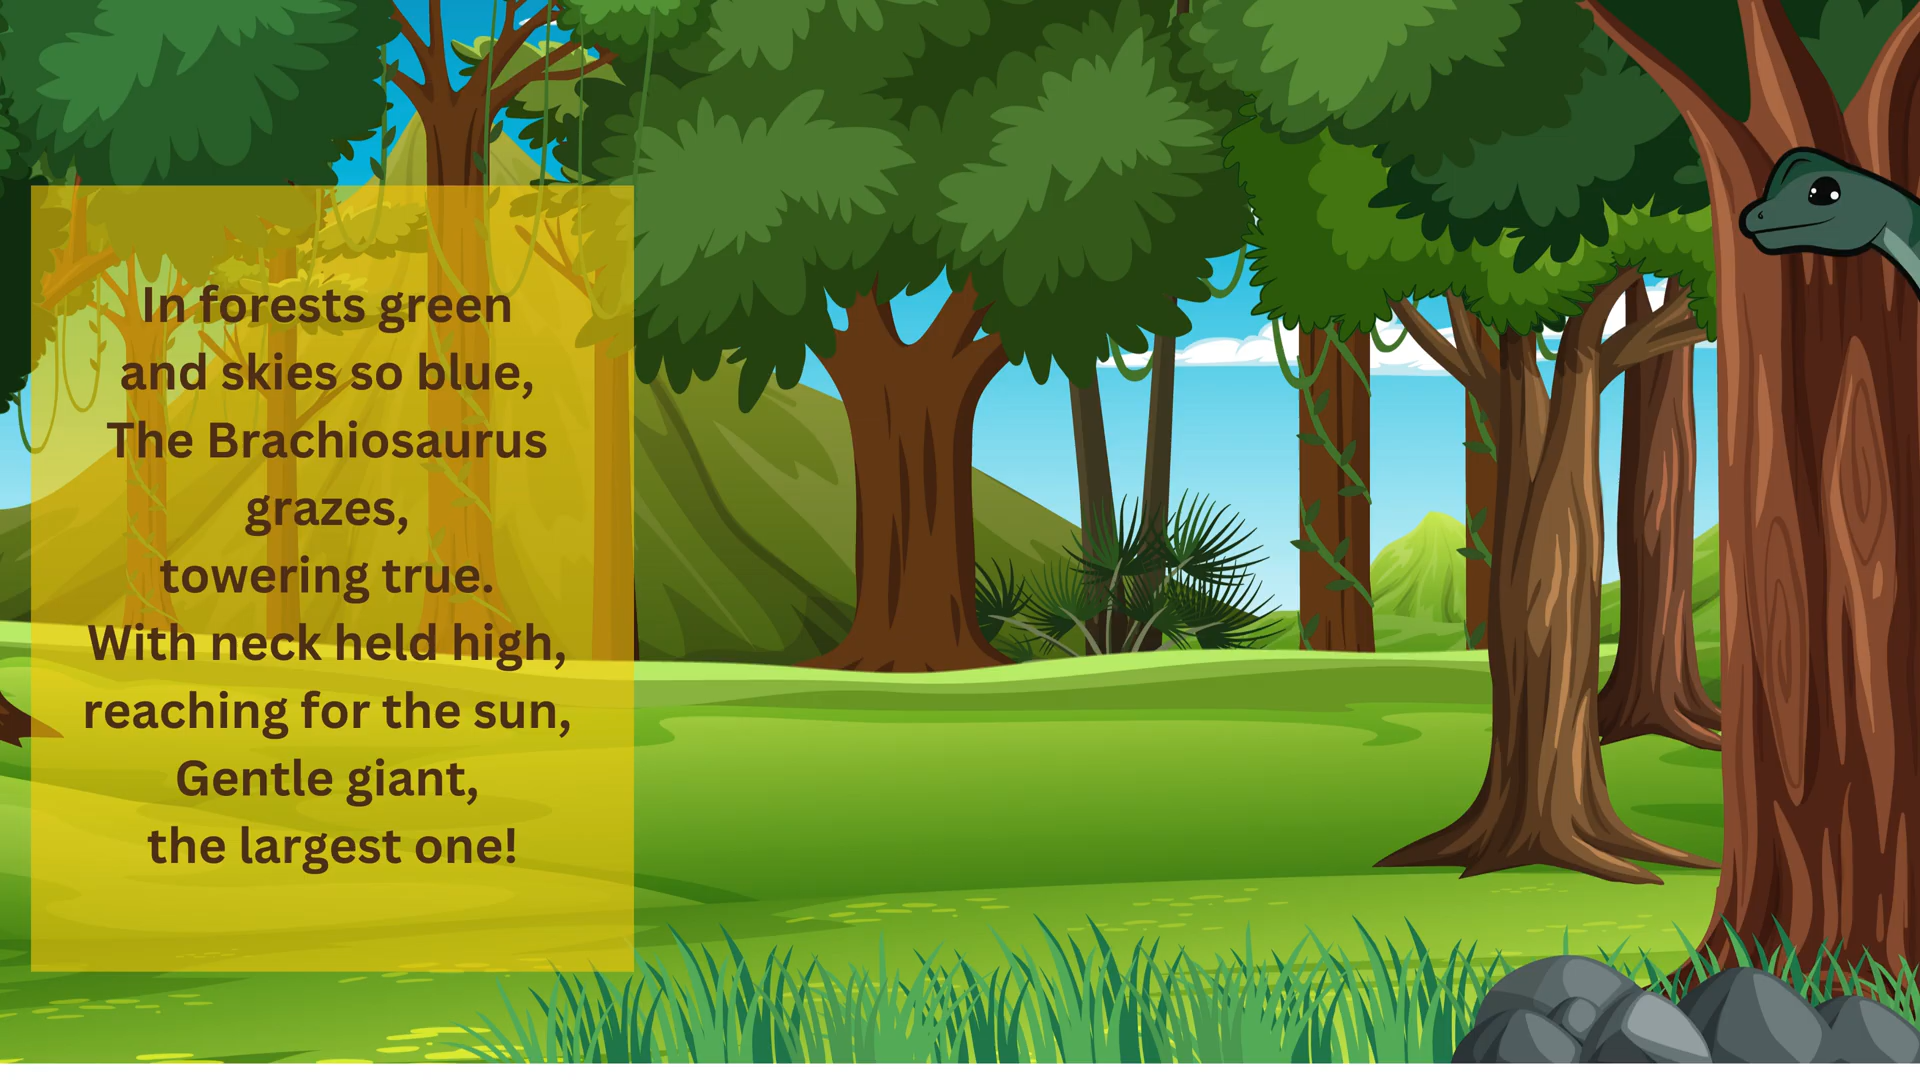 In forests green
and skies so blue,
The Brachiosaurus
grazes,
towering true.
With neck held high,
reaching for the sun,
Gentle giant,
the largest one!